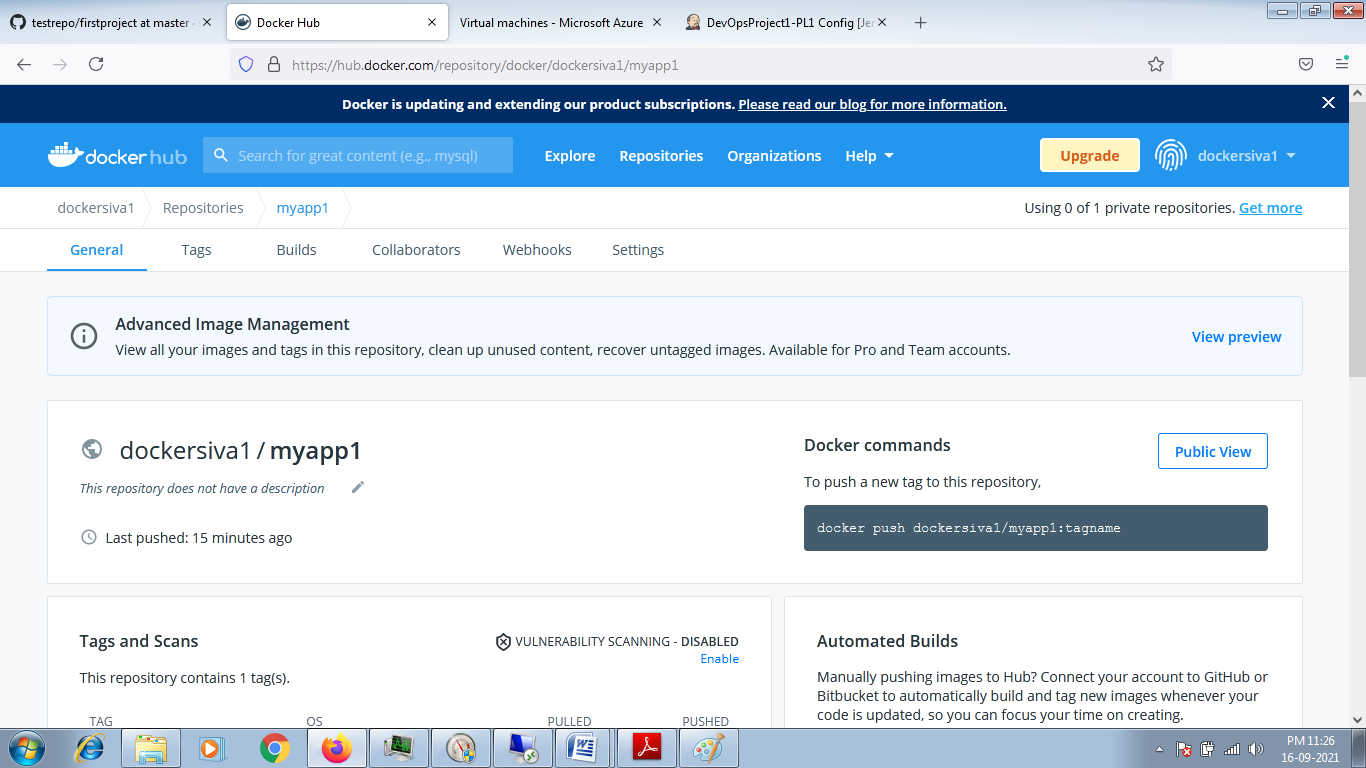 testrepo/firstproject at master
Docker Hub
Virtual machines - Microsoft Azure
DevOpsProject1-PL1 Config [Jen
https://hub.docker.com/repository/docker/dockersiva1/myapp1
Docker is updating and extending our product subscriptions. Please read our blog for more information.
docker hub
Search for great content (e.g., mysql)
Explore
Repositories
Organizations
Help
Upgrade
dockersiva1
dockersiva1
Repositories
myapp1
Using 0 of 1 private repositories. Get more
General
Tags
Builds
Collaborators
Webhooks
Settings
Advanced Image Management
View all your images and tags in this repository, clean up unused content, recover untagged images. Available for Pro and Team accounts.
View preview
dockersiva1 / myapp1
This repository does not have a description
Last pushed: 15 minutes ago
Docker commands
Public View
To push a new tag to this repository,
docker push dockersiva1/myapp1:tagname
Tags and Scans
VULNERABILITY SCANNING - DISABLED
Enable
This repository contains 1 tag(s).
TAG
OS
PULLED
PUSHED
Automated Builds
Manually pushing images to Hub? Connect your account to GitHub or
Bitbucket to automatically build and tag new images whenever your
code is updated, so you can focus your time on creating.
PM 11:26
16-09-2021